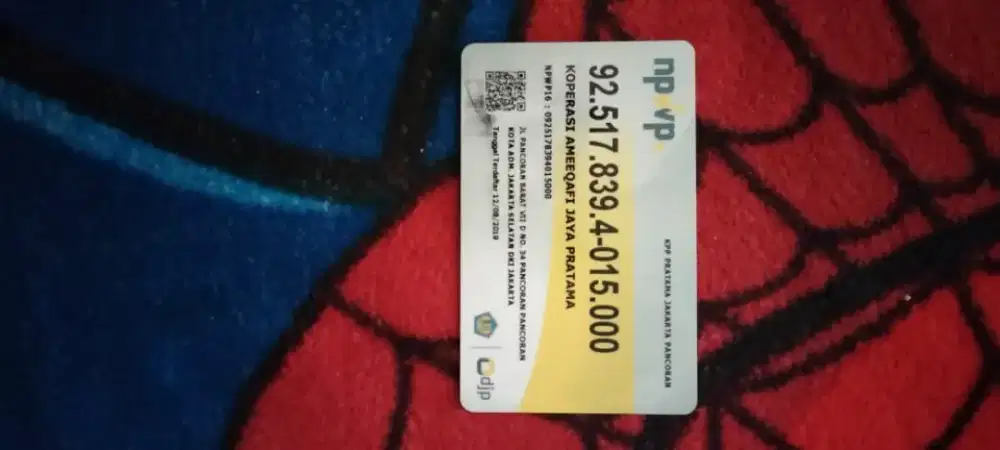 npwp
KPP PRATAMA JAKARTA PANCORAN
92.517.839.4-015.000
KOPERASI AMEEQAFI JAYA PRATAMA
NPWP16 : 0925178394015000
JL PANCORAN BARAT VII D NO. 34 PANCORAN PANCORAN
KOTA ADM. JAKARTA SELATAN DKI JAKARTA
Tanggal Terdaftar 12/08/2019
djp